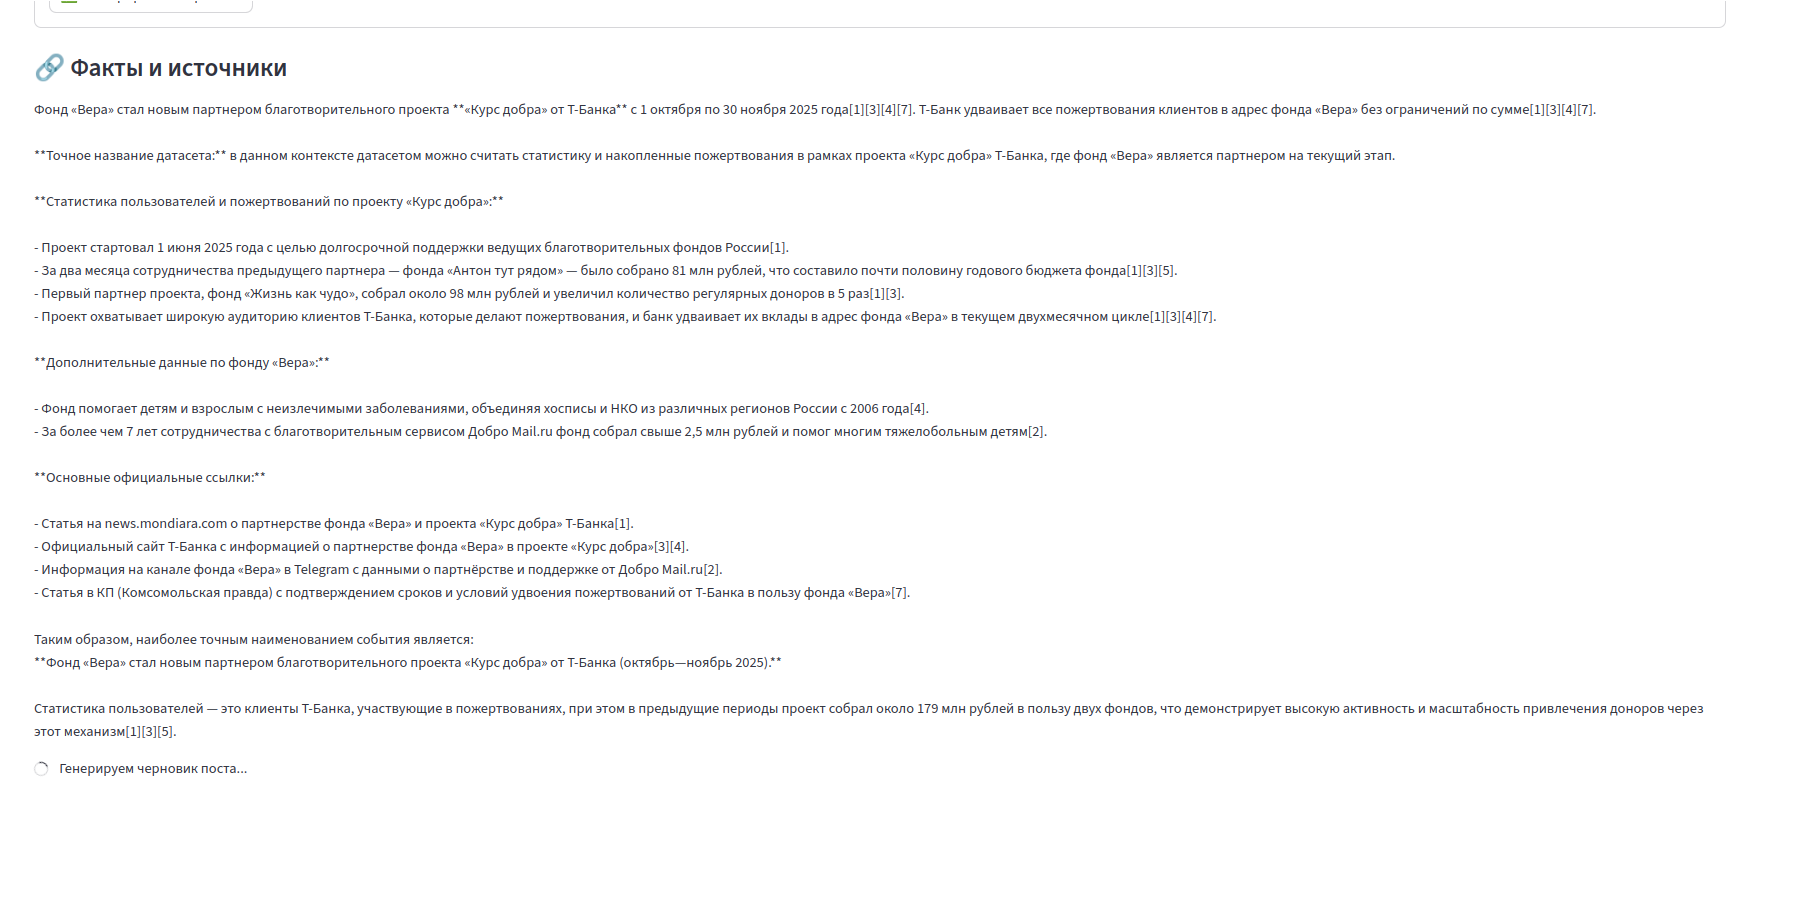 Факты и источники
Фонд «Вера» стал новым партнером благотворительного проекта **«Курс добра» от Т-Банка** с 1 октября по 30 ноября 2025 года[1][3][4][7]. Т-Банк удваивает все пожертвования клиентов в адрес фонда «Вера» без ограничений по сумме[1][3][4][7].
**Точное название датасета:** в данном контексте датасетом можно считать статистику и накопленные пожертвования в рамках проекта «Курс добра» Т-Банка, где фонд «Вера» является партнером на текущий этап.
**Статистика пользователей и пожертвований по проекту «Курс добра»:**
- Проект стартовал 1 июня 2025 года с целью долгосрочной поддержки ведущих благотворительных фондов России[1].
- За два месяца сотрудничества предыдущего партнера — фонда «Антон тут рядом» — было собрано 81 млн рублей, что составило почти половину годового бюджета фонда[1][3][5].
- Первый партнер проекта, фонд «Жизнь как чудо», собрал около 98 млн рублей и увеличил количество регулярных доноров в 5 раз[1][3].
- Проект охватывает широкую аудиторию клиентов Т-Банка, которые делают пожертвования, и банк удваивает их вклады в адрес фонда «Вера» в текущем двухмесячном цикле[1][3][4][7].
**Дополнительные данные по фонду «Вера»:**
- Фонд помогает детям и взрослым с неизлечимыми заболеваниями, объединяя хосписы и НКО из различных регионов России с 2006 года[4].
- За более чем 7 лет сотрудничества с благотворительным сервисом Добро Mail.ru фонд собрал свыше 2,5 млн рублей и помог многим тяжелобольным детям[2].
**Основные официальные ссылки:**
- Статья на news.mondiara.com о партнерстве фонда «Вера» и проекта «Курс добра» Т-Банка[1].
- Официальный сайт Т-Банка с информацией о партнерстве фонда «Вера» в проекте «Курс добра»[3][4].
- Информация на канале фонда «Вера» в Telegram с данными о партнёрстве и поддержке от Добро Mail.ru[2].
- Статья в КП (Комсомольская правда) с подтверждением сроков и условий удвоения пожертвований от Т-Банка в пользу фонда «Вера»[7].
Таким образом, наиболее точным наименованием события является:
**Фонд «Вера» стал новым партнером благотворительного проекта «Курс добра» от Т-Банка (октябрь—ноябрь 2025).**
Статистика пользователей — это клиенты Т-Банка, участвующие в пожертвованиях, при этом в предыдущие периоды проект собрал около 179 млн рублей в пользу двух фондов, что демонстрирует высокую активность и масштабность привлечения доноров через
этот механизм[1][3][5].
Генерируем черновик поста...